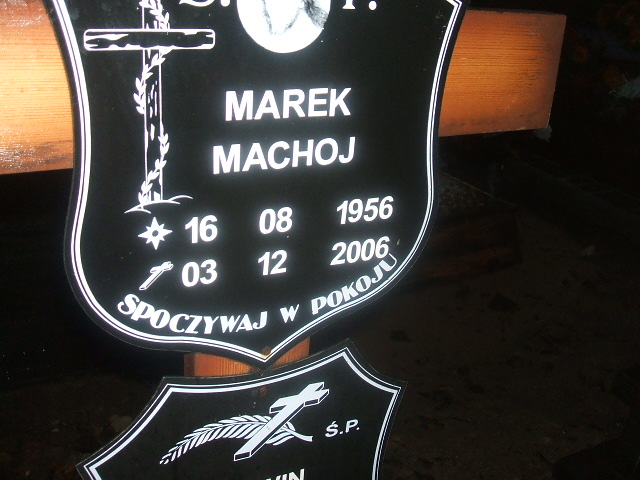 MAREK
MACHOJ
16 08 1956
03 12 2006
SPOCZYWAJ W POKOJU
Ś.P.